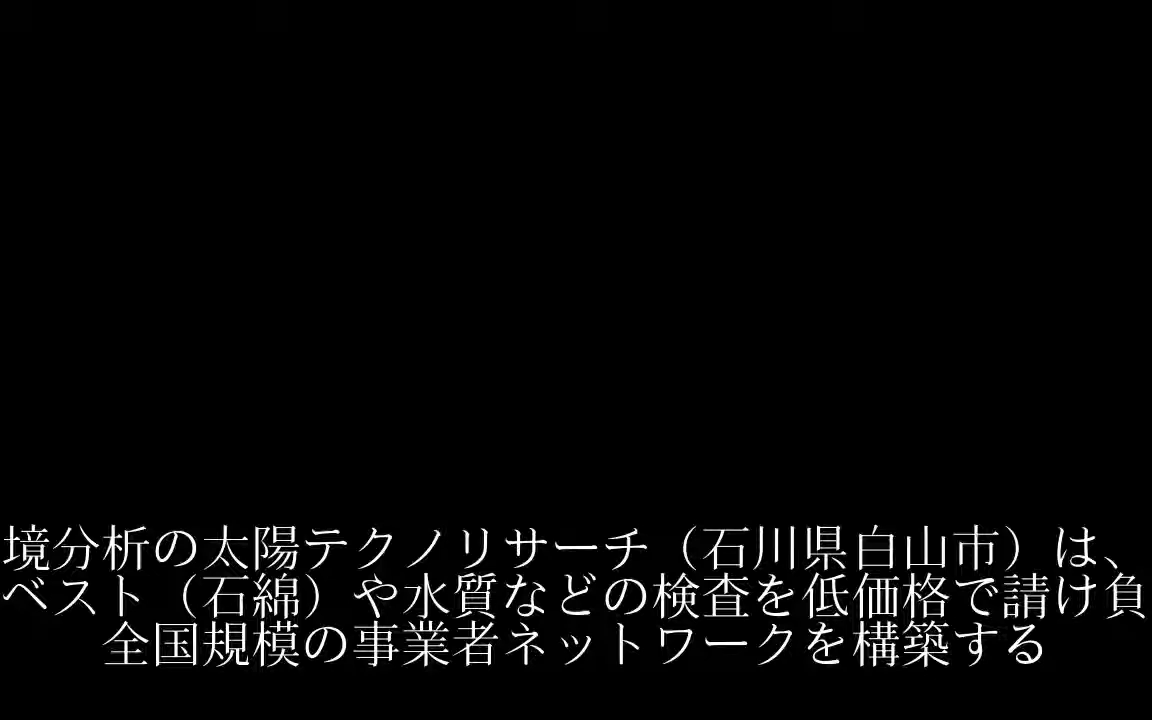 境分析の太陽テクノリサーチ（石川県白山市）は、
ベスト（石綿）や水質などの検査を低価格で請け負
全国規模の事業者ネットワークを構築する